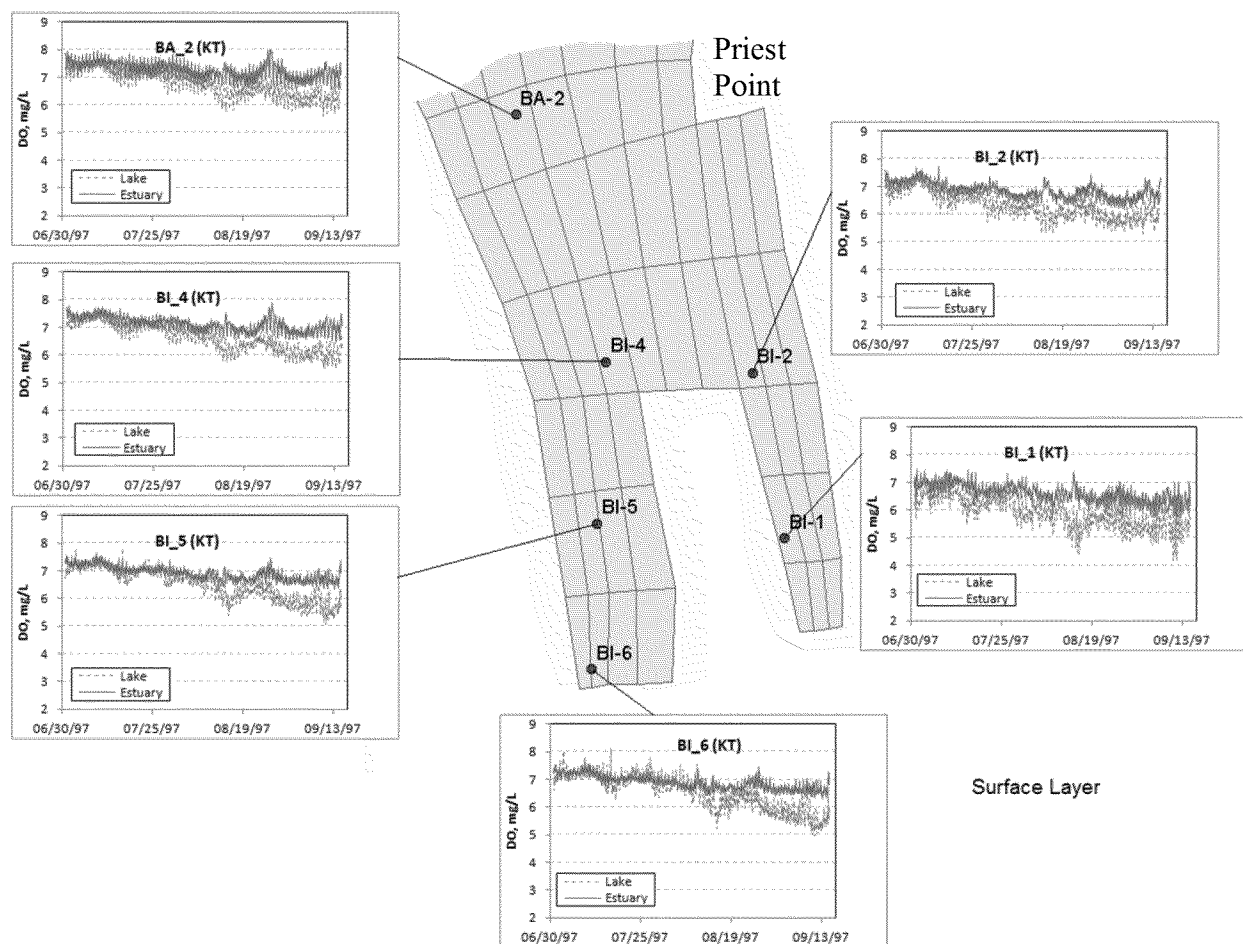 BA_2 (KT)
DO, mg/L
9
8
7
6
5
4
3
2
Lake
Estuary
06/30/97 07/25/97 08/19/97 09/13/97
Priest
Point
BA-2
BI_2 (KT)
DO, mg/L
9
8
7
6
5
4
3
2
Lake
Estuary
06/30/97 07/25/97 08/19/97 09/13/97
BI_4 (KT)
DO, mg/L
9
8
7
6
5
4
3
2
Lake
Estuary
06/30/97 07/25/97 08/19/97 09/13/97
BI-4
BI-2
BI_1 (KT)
DO, mg/L
9
8
7
6
5
4
3
2
Lake
Estuary
06/30/97 07/25/97 08/19/97 09/13/97
BI_5 (KT)
DO, mg/L
9
8
7
6
5
4
3
2
Lake
Estuary
06/30/97 07/25/97 08/19/97 09/13/97
BI-5
BI-1
BI-6
BI_6 (KT)
DO, mg/L
9
8
7
6
5
4
3
2
Lake
Estuary
06/30/97 07/25/97 08/19/97 09/13/97
Surface Layer